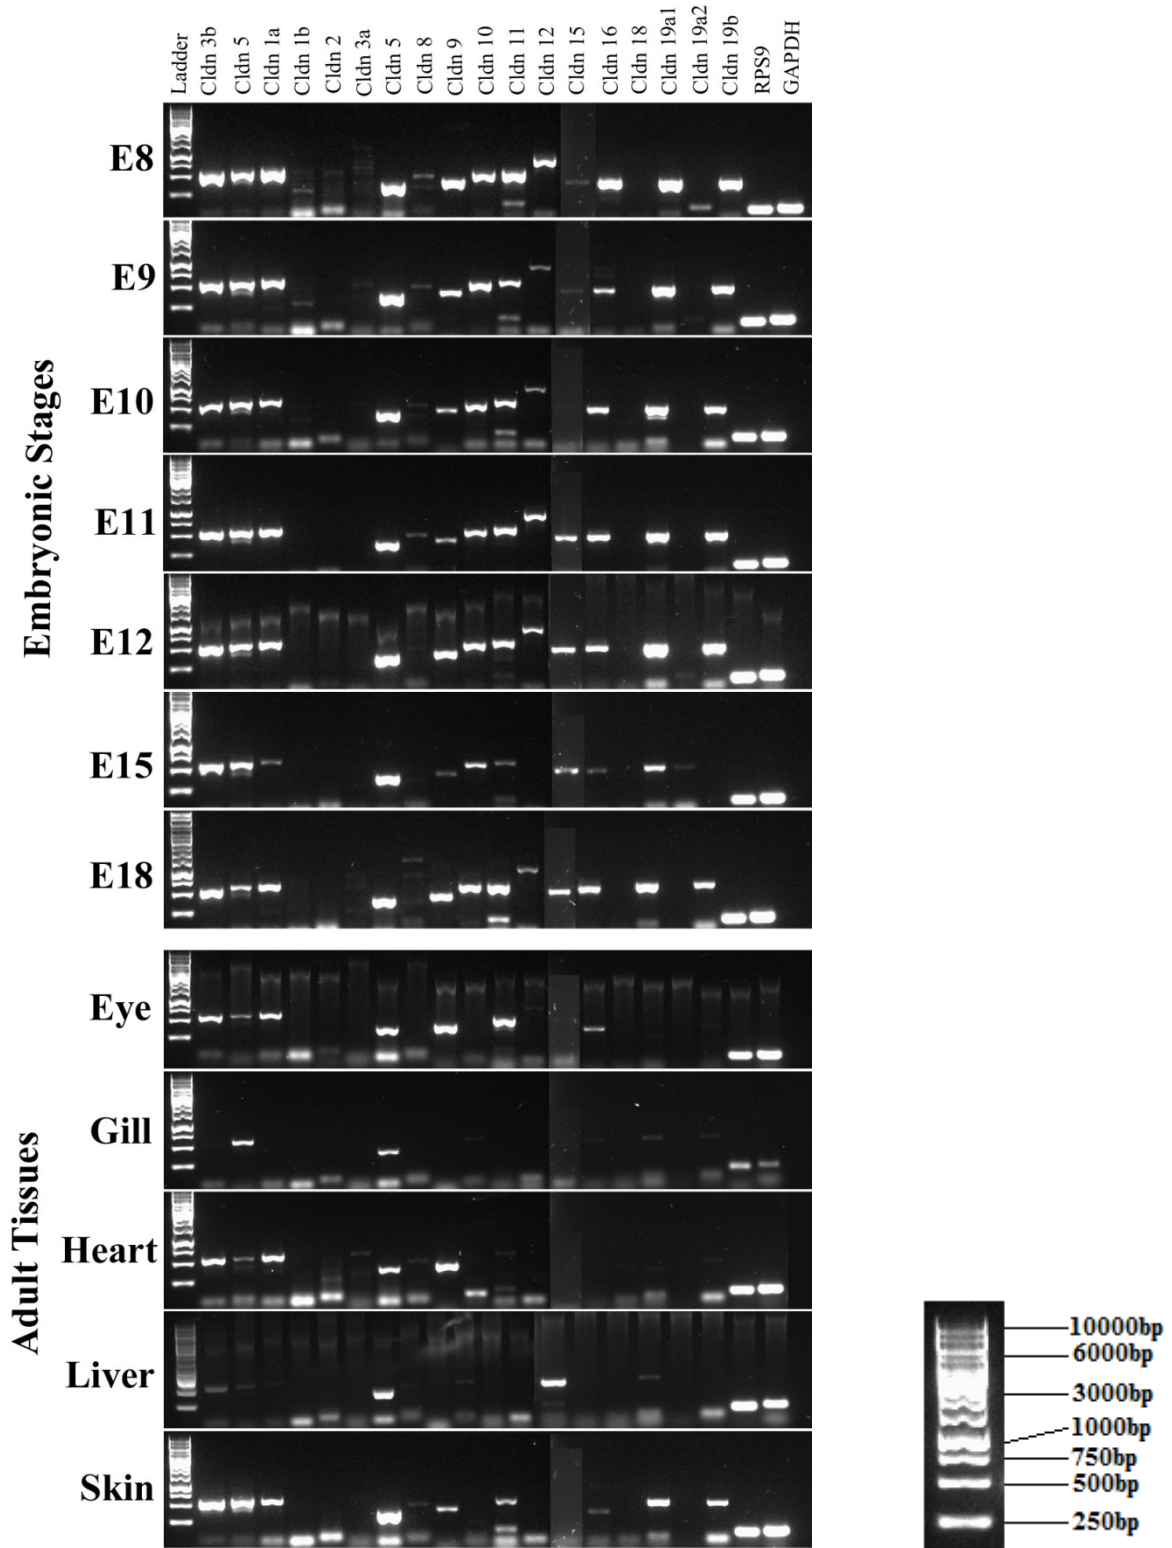 Ladder
Cldn 3b
Cldn 5
Cldn 1a
Cldn 1b
Cldn 2
Cldn 3a
Cldn 5
Cldn 8
Cldn 9
Cldn 10
Cldn 11
Cldn 12
Cldn 15
Cldn 16
Cldn 18
Cldn 19a1
Cldn 19a2
Cldn 19b
RPS9
GAPDH
Embryonic Stages
E8
E9
E10
E11
E12
E15
E18
Adult Tissues
Eye
Gill
Heart
Liver
Skin
10000bp
6000bp
3000bp
1000bp
750bp
500bp
250bp